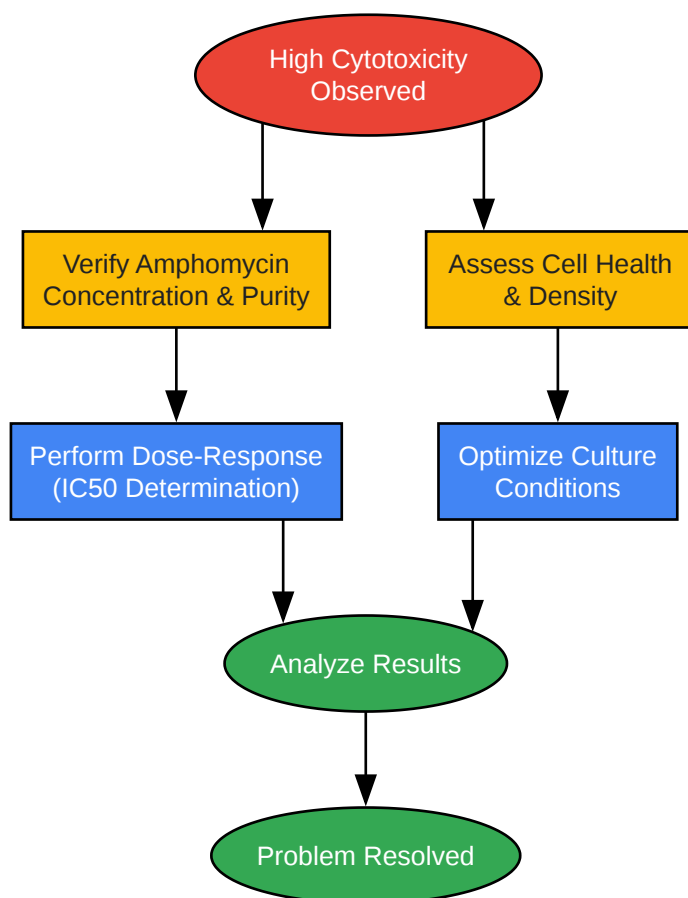 High Cytotoxicity
Observed
Verify Amphomycin
Concentration & Purity
Assess Cell Health
& Density
Perform Dose-Response
(IC50 Determination)
Optimize Culture
Conditions
Analyze Results
Problem Resolved